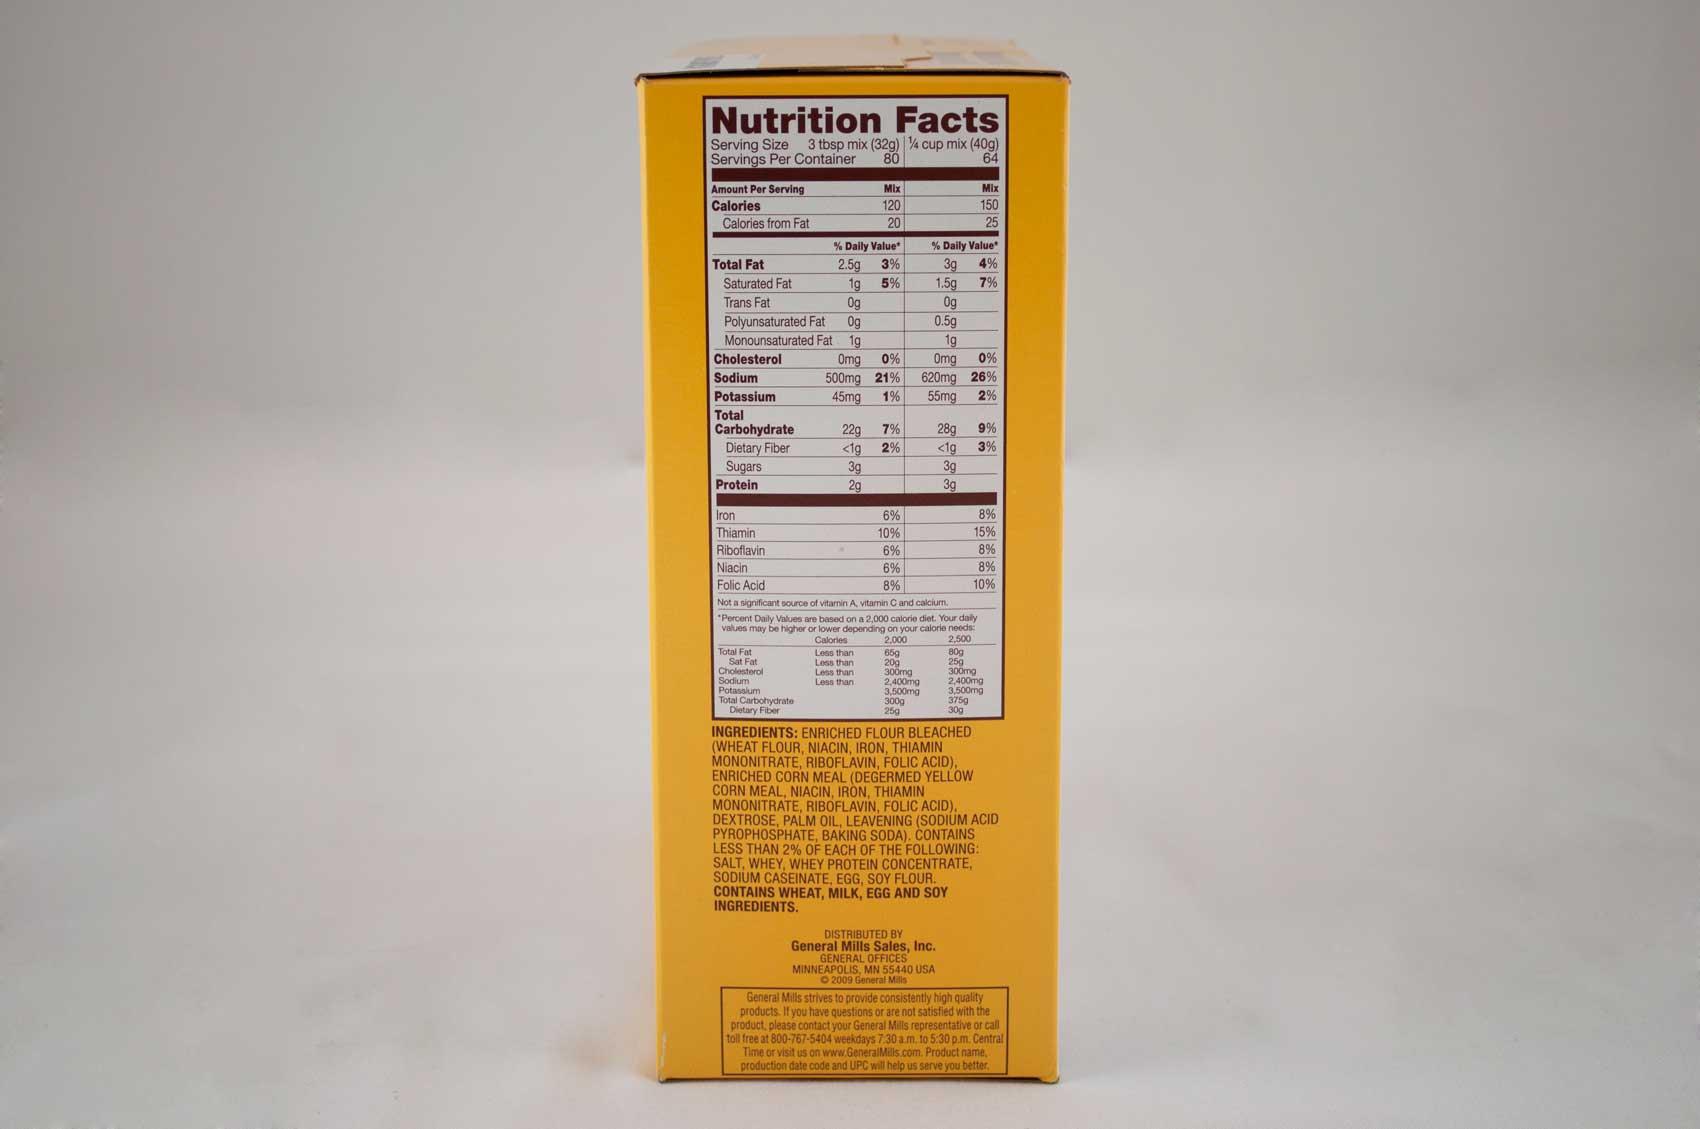 Nutrition Facts
Serving Size 3 tbsp mix (32g) ¼ cup mix (40g)
Servings Per Container 80 64
Amount Per Serving Mix Mix
Calories 120 150
Calories from Fat 20 25
% Daily Value* % Daily Value*
Total Fat 2.5g 3% 3g 4%
Saturated Fat 1g 5% 1.5g 7%
Trans Fat 0g 0g
Polyunsaturated Fat 0g 0.5g
Monounsaturated Fat 1g 1g
Cholesterol 0mg 0% 0mg 0%
Sodium 500mg 21% 620mg 26%
Potassium 45mg 1% 55mg 2%
Total
Carbohydrate 22g 7% 28g 9%
Dietary Fiber <1g 2% <1g 3%
Sugars 3g 3g
Protein 2g 3g
Iron 6% 8%
Thiamin 10% 15%
Riboflavin 6% 8%
Niacin 6% 8%
Folic Acid 8% 10%
Not a significant source of vitamin A, vitamin C and calcium.
*Percent Daily Values are based on a 2,000 calorie diet. Your daily
values may be higher or lower depending on your calorie needs:
Calories 2,000 2,500
Total Fat Less than 65g 80g
Sat Fat Less than 20g 25g
Cholesterol Less than 300mg 300mg
Sodium Less than 2,400mg 2,400mg
Potassium 3,500mg 3,500mg
Total Carbohydrate 300g 375g
Dietary Fiber 25g 30g
INGREDIENTS: ENRICHED FLOUR BLEACHED
(WHEAT FLOUR, NIACIN, IRON, THIAMIN
MONONITRATE, RIBOFLAVIN, FOLIC ACID),
ENRICHED CORN MEAL (DEGERMED YELLOW
CORN MEAL, NIACIN, IRON, THIAMIN
MONONITRATE, RIBOFLAVIN, FOLIC ACID),
DEXTROSE, PALM OIL, LEAVENING (SODIUM ACID
PYROPHOSPHATE, BAKING SODA). CONTAINS
LESS THAN 2% OF EACH OF THE FOLLOWING:
SALT, WHEY, WHEY PROTEIN CONCENTRATE,
SODIUM CASEINATE, EGG, SOY FLOUR.
CONTAINS WHEAT, MILK, EGG AND SOY
INGREDIENTS.
DISTRIBUTED BY
General Mills Sales, Inc.
GENERAL OFFICES
MINNEAPOLIS, MN 55440 USA
© 2009 General Mills
General Mills strives to provide consistently high quality
products. If you have questions or are not satisfied with the
product, please contact your General Mills representative or call
toll free at 800-767-5404 weekdays 7:30 a.m. to 5:30 p.m. Central
Time or visit us on www.GeneralMills.com. Product name,
production date code and UPC will help us serve you better.